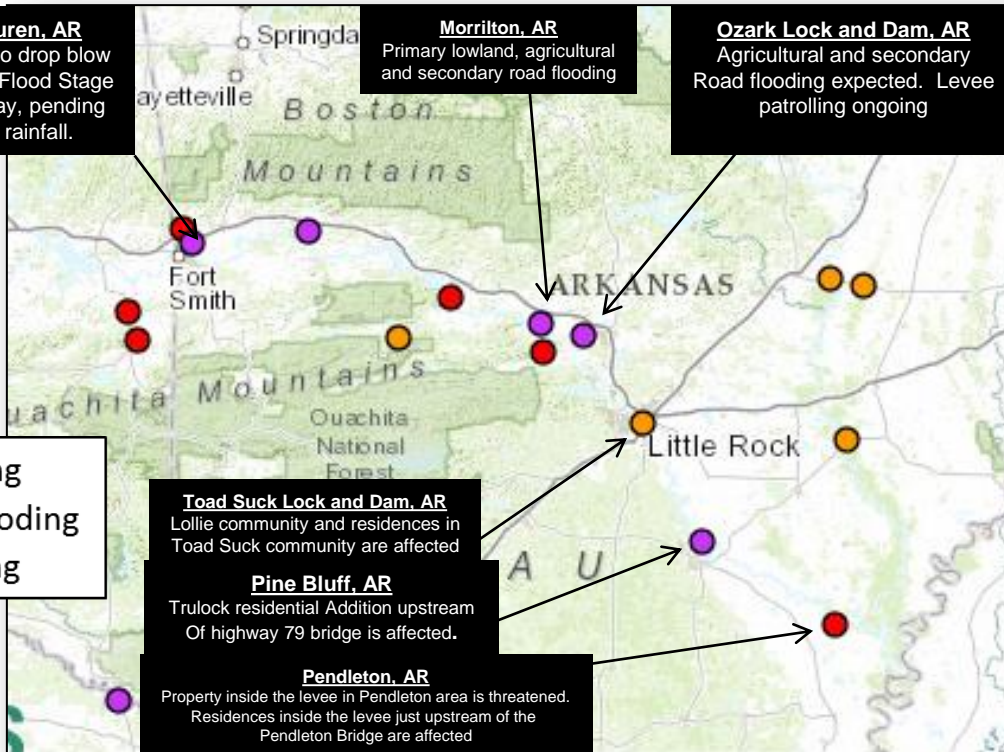 uren, AR
o drop blow
Flood Stage
ay, pending
rainfall.
Morrilton, AR
Primary lowland, agricultural
and secondary road flooding
Ozark Lock and Dam, AR
Agricultural and secondary
Road flooding expected. Levee
patrolling ongoing
Springda
ayetteville
Boston
Mountains
Fort
Smith
ARKANSAS
uachita Mountains
Ouachita
National
Forest
Little Rock
ng
ooding
ng
Toad Suck Lock and Dam, AR
Lollie community and residences in
Toad Suck community are affected
A U
Pine Bluff, AR
Trulock residential Addition upstream
Of highway 79 bridge is affected.
Pendleton, AR
Property inside the levee in Pendleton area is threatened.
Residences inside the levee just upstream of the
Pendleton Bridge are affected